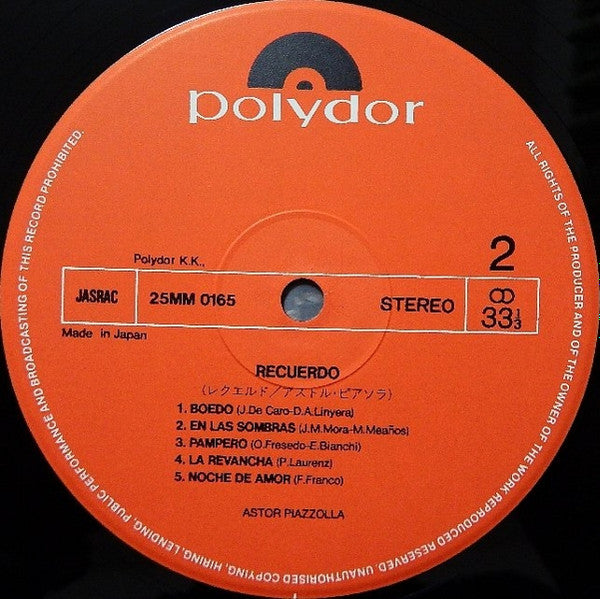 polydor
2
Polydor K.K.,
JASRAC
25MM 0165
STEREO
33⅓
Made in Japan
RECUERDO
(レクエルド/アストル・ピアソラ)
1. BOEDO (J.De Caro-D.A.Linyera)
2. EN LAS SOMBRAS (J.M.Mora-M.Meaños)
3. PAMPERO (O.Fresedo-E.Bianchi)
4. LA REVANCHA (P.Laurenz)
5. NOCHE DE AMOR (F.Franco)
ASTOR PIAZZOLLA
ALL RIGHTS OF THE PRODUCER AND OF THE OWNER OF THE WORK REPRODUCED RESERVED. UNAUTHORISED COPYING, HIRING, LENDING, PUBLIC PERFORMANCE AND BROADCASTING OF THIS RECORD PROHIBITED.